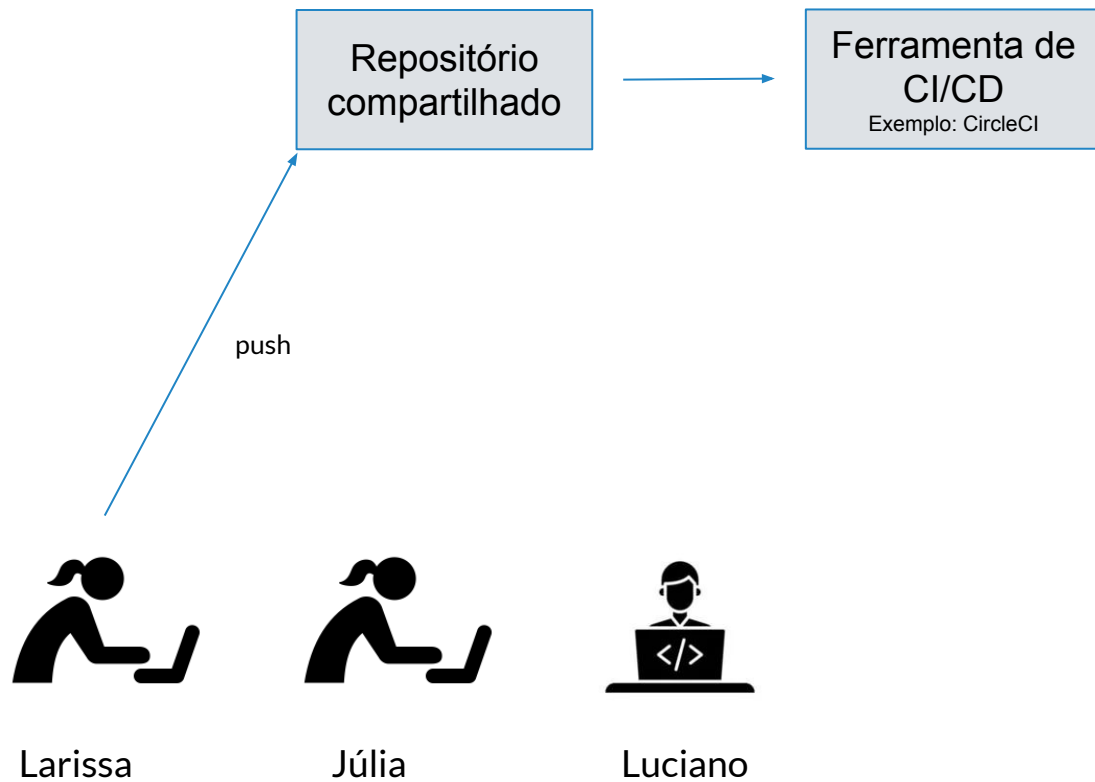 Repositório
compartilhado
Ferramenta de
CI/CD
Exemplo: CircleCI
push
</>
Larissa
Júlia
Luciano